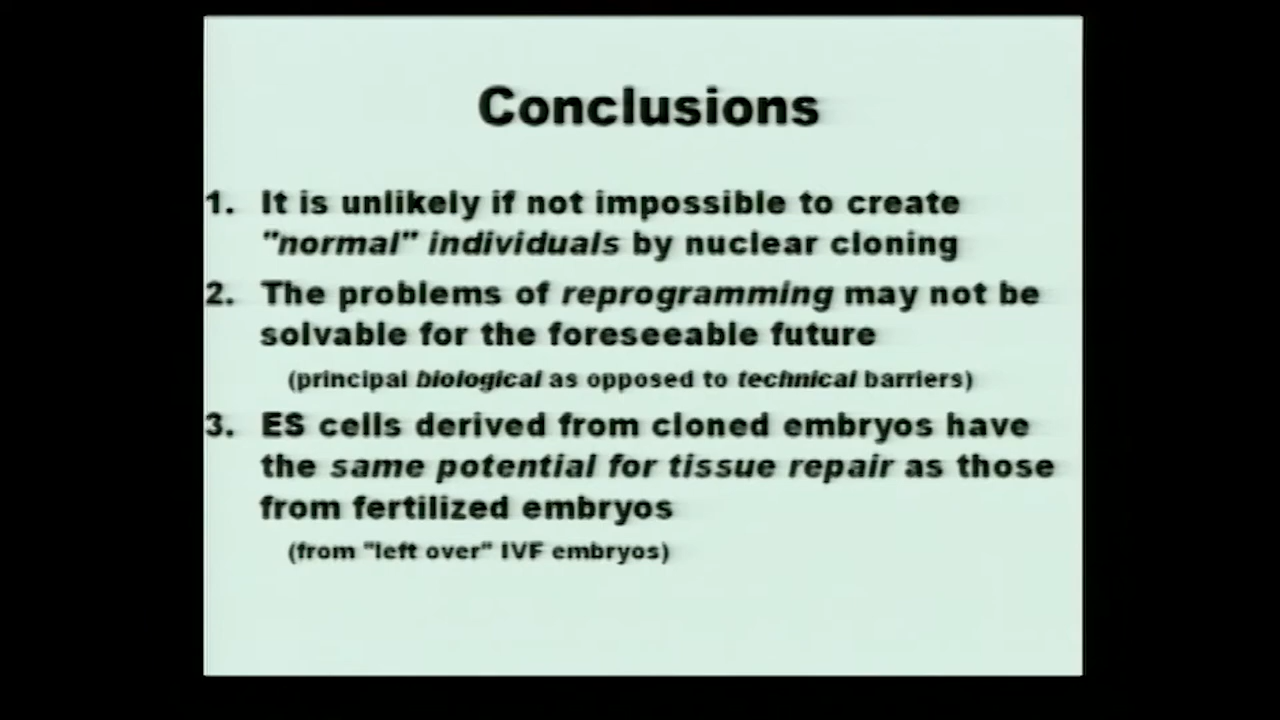 Conclusions
1. It is unlikely if not impossible to create
"normal" individuals by nuclear cloning
2. The problems of reprogramming may not be
solvable for the foreseeable future
(principal biological as opposed to technical barriers)
3. ES cells derived from cloned embryos have
the same potential for tissue repair as those
from fertilized embryos
(from "left over" IVF embryos)